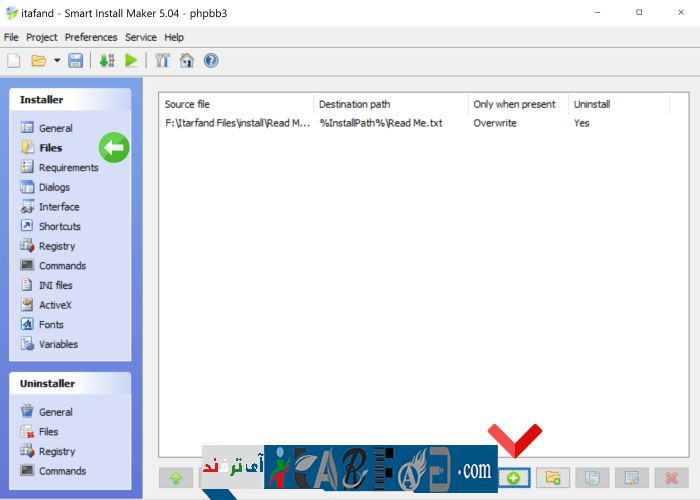 itafand - Smart Install Maker 5.04 - phpbb3
File Project Preferences Service Help
Installer
General
Files
Requirements
Dialogs
Interface
Shortcuts
Registry
Commands
INI files
ActiveX
Fonts
Variables
Uninstaller
General
Files
Registry
Commands
Source file Destination path Only when present Uninstall
F:\Itarfand Files\install\Read M... %InstallPath%\Read Me.txt Overwrite Yes
آی ترفند ITARFAND.com